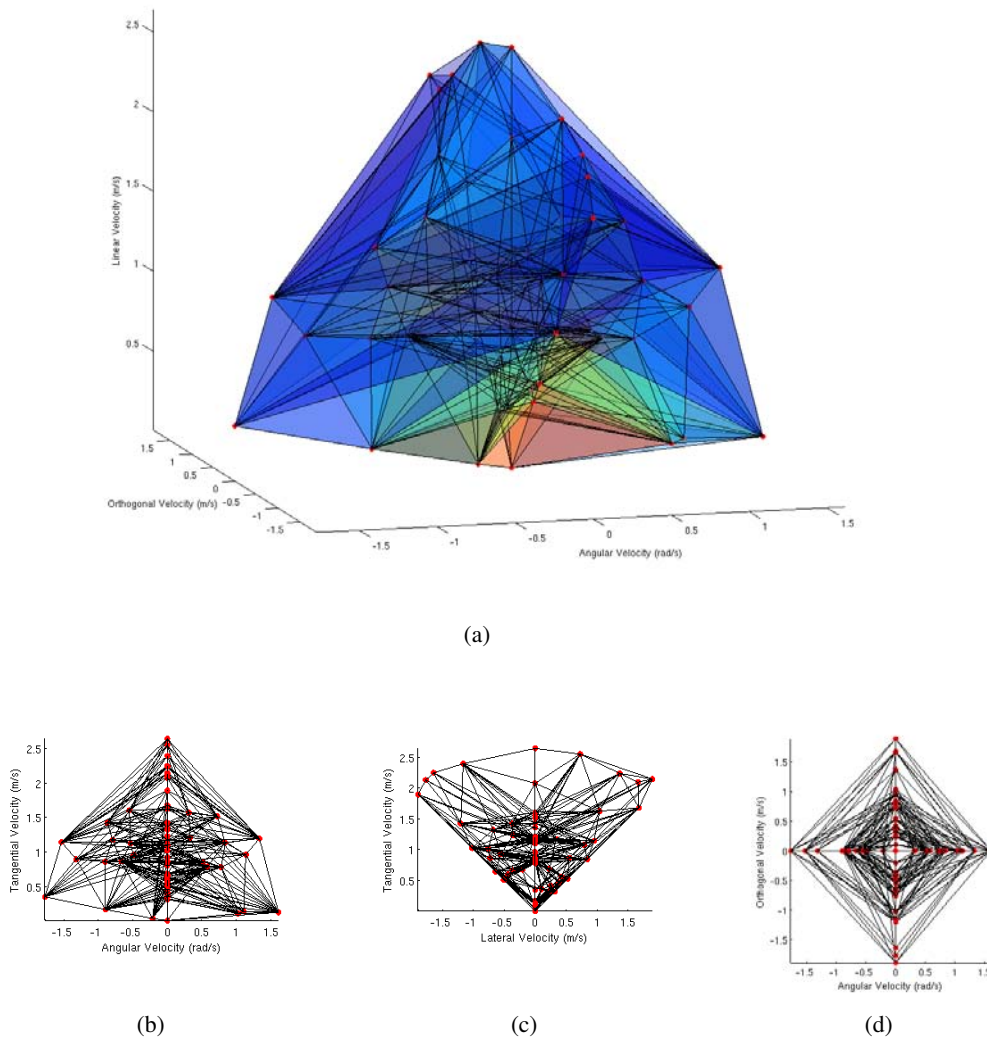 2.5
2
1.5
1
0.5
Linear Velocity (m/s)
1.5
1
0.5
0
-0.5
-1
-1.5
Orthogonal Velocity (m/s)
-1.5
-1
-0.5
0
0.5
1
1.5
Angular Velocity (rad/s)
(a)
2.5
2
1.5
1
0.5
Tangential Velocity (m/s)
-1.5 -1 -0.5 0 0.5 1 1.5
Angular Velocity (rad/s)
(b)
2.5
2
1.5
1
0.5
Tangential Velocity (m/s)
-1.5 -1 -0.5 0 0.5 1 1.5
Lateral Velocity (m/s)
(c)
1.5
1
0.5
0
-0.5
-1
-1.5
Orthogonal Velocity (m/s)
-1.5 -1 -0.5 0 0.5 1 1.5
Angular Velocity (rad/s)
(d)